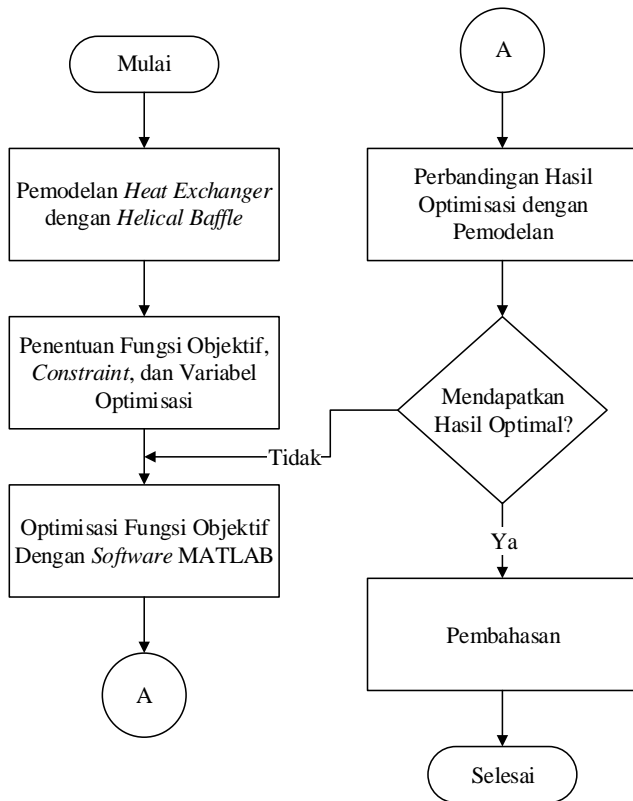 Mulai
Pemodelan Heat Exchanger
dengan Helical Baffle
Penentuan Fungsi Objektif,
Constraint, dan Variabel
Optimisasi
Optimisasi Fungsi Objektif
Dengan Software MATLAB
A
A
Perbandingan Hasil
Optimisasi dengan
Pemodelan
Mendapatkan
Hasil Optimal?
Tidak
Ya
Pembahasan
Selesai